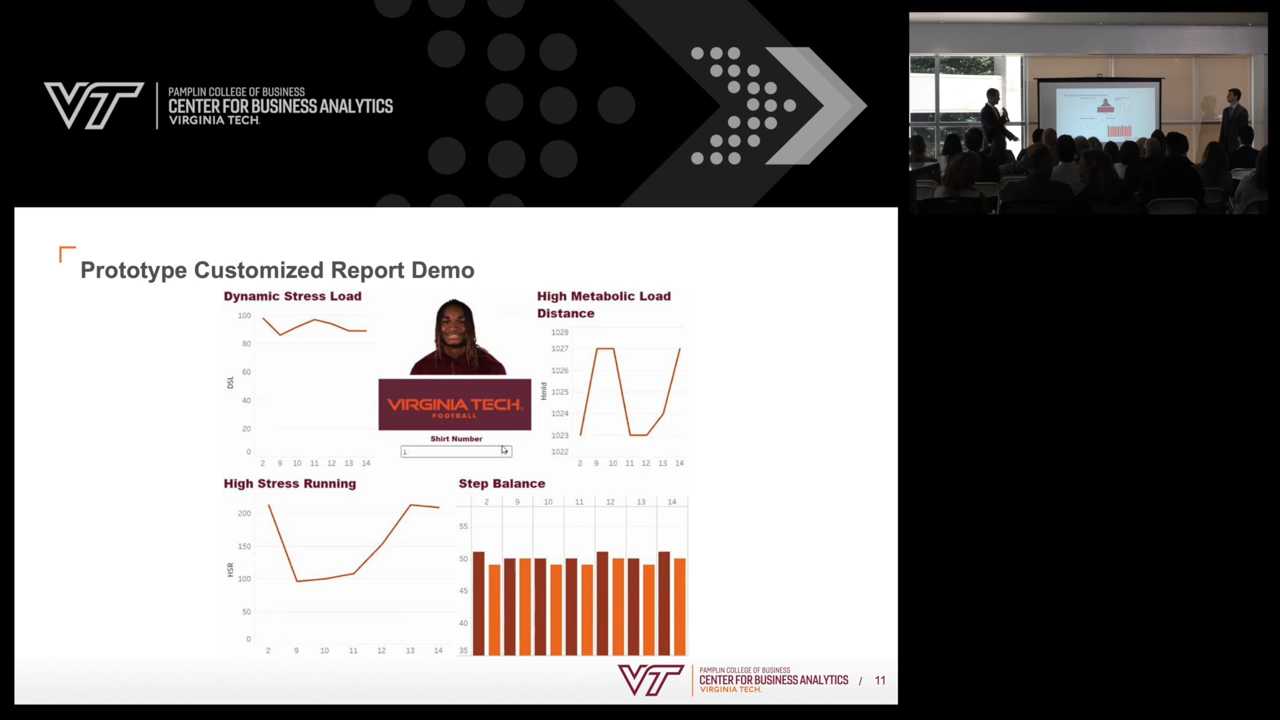 VT
PAMPLIN COLLEGE OF BUSINESS
CENTER FOR BUSINESS ANALYTICS
VIRGINIA TECH.
Prototype Customized Report Demo
Dynamic Stress Load
100
80
60
40
20
0
DSL
2 9 10 11 12 13 14
VIRGINIA TECH.
FOOTBALL
Shirt Number
1
High Metabolic Load
Distance
1028
1027
1026
1025
1024
1023
1022
Hmld
2 9 10 11 12 13 14
High Stress Running
200
150
100
50
0
HSR
2 9 10 11 12 13 14
Step Balance
2 9 10 11 12 13 14
55
50
45
40
35
VT
PAMPLIN COLLEGE OF BUSINESS
CENTER FOR BUSINESS ANALYTICS
VIRGINIA TECH.
/ 11